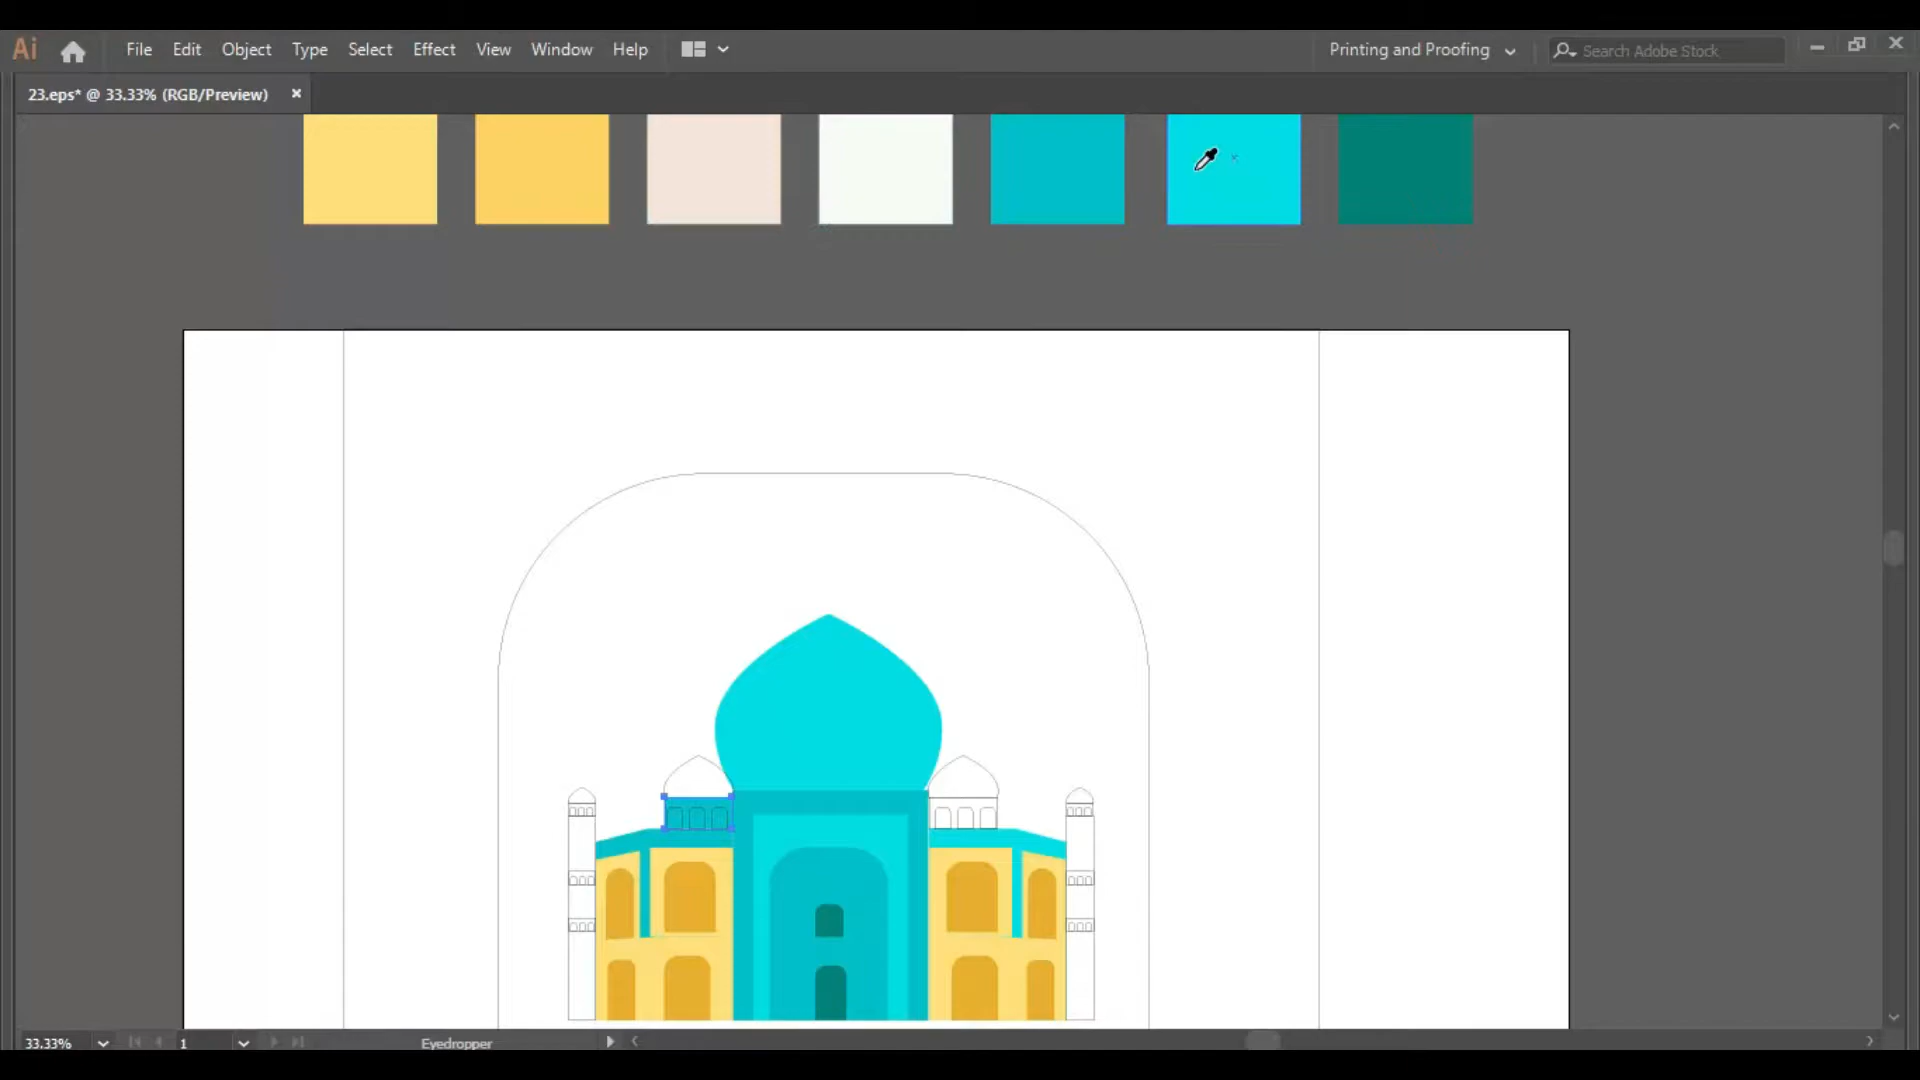 Ai File Edit Object Type Select Effect View Window Help Printing and Proofing Search Adobe Stock
23.eps* @ 33.33% (RGB/Preview)
33.33% 1 Eyedropper